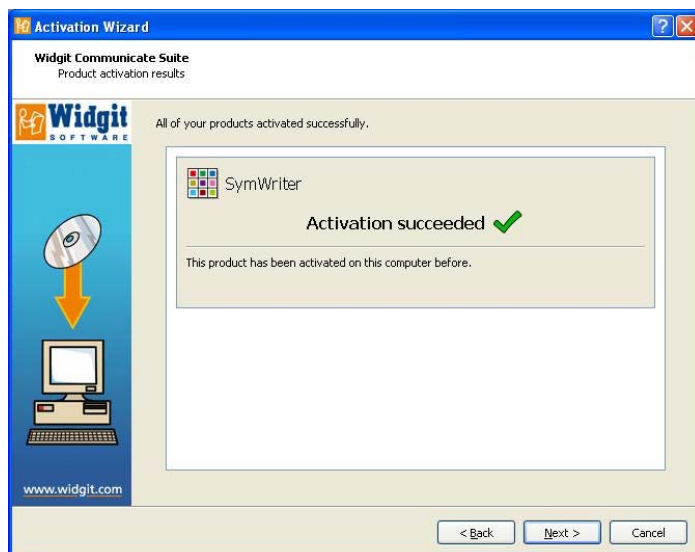 Activation Wizard
Widgit Communicate Suite
Product activation results
Widgit
SOFTWARE
All of your products activated successfully.
SymWriter
Activation succeeded
This product has been activated on this computer before.
www.widgit.com
< Back
Next >
Cancel